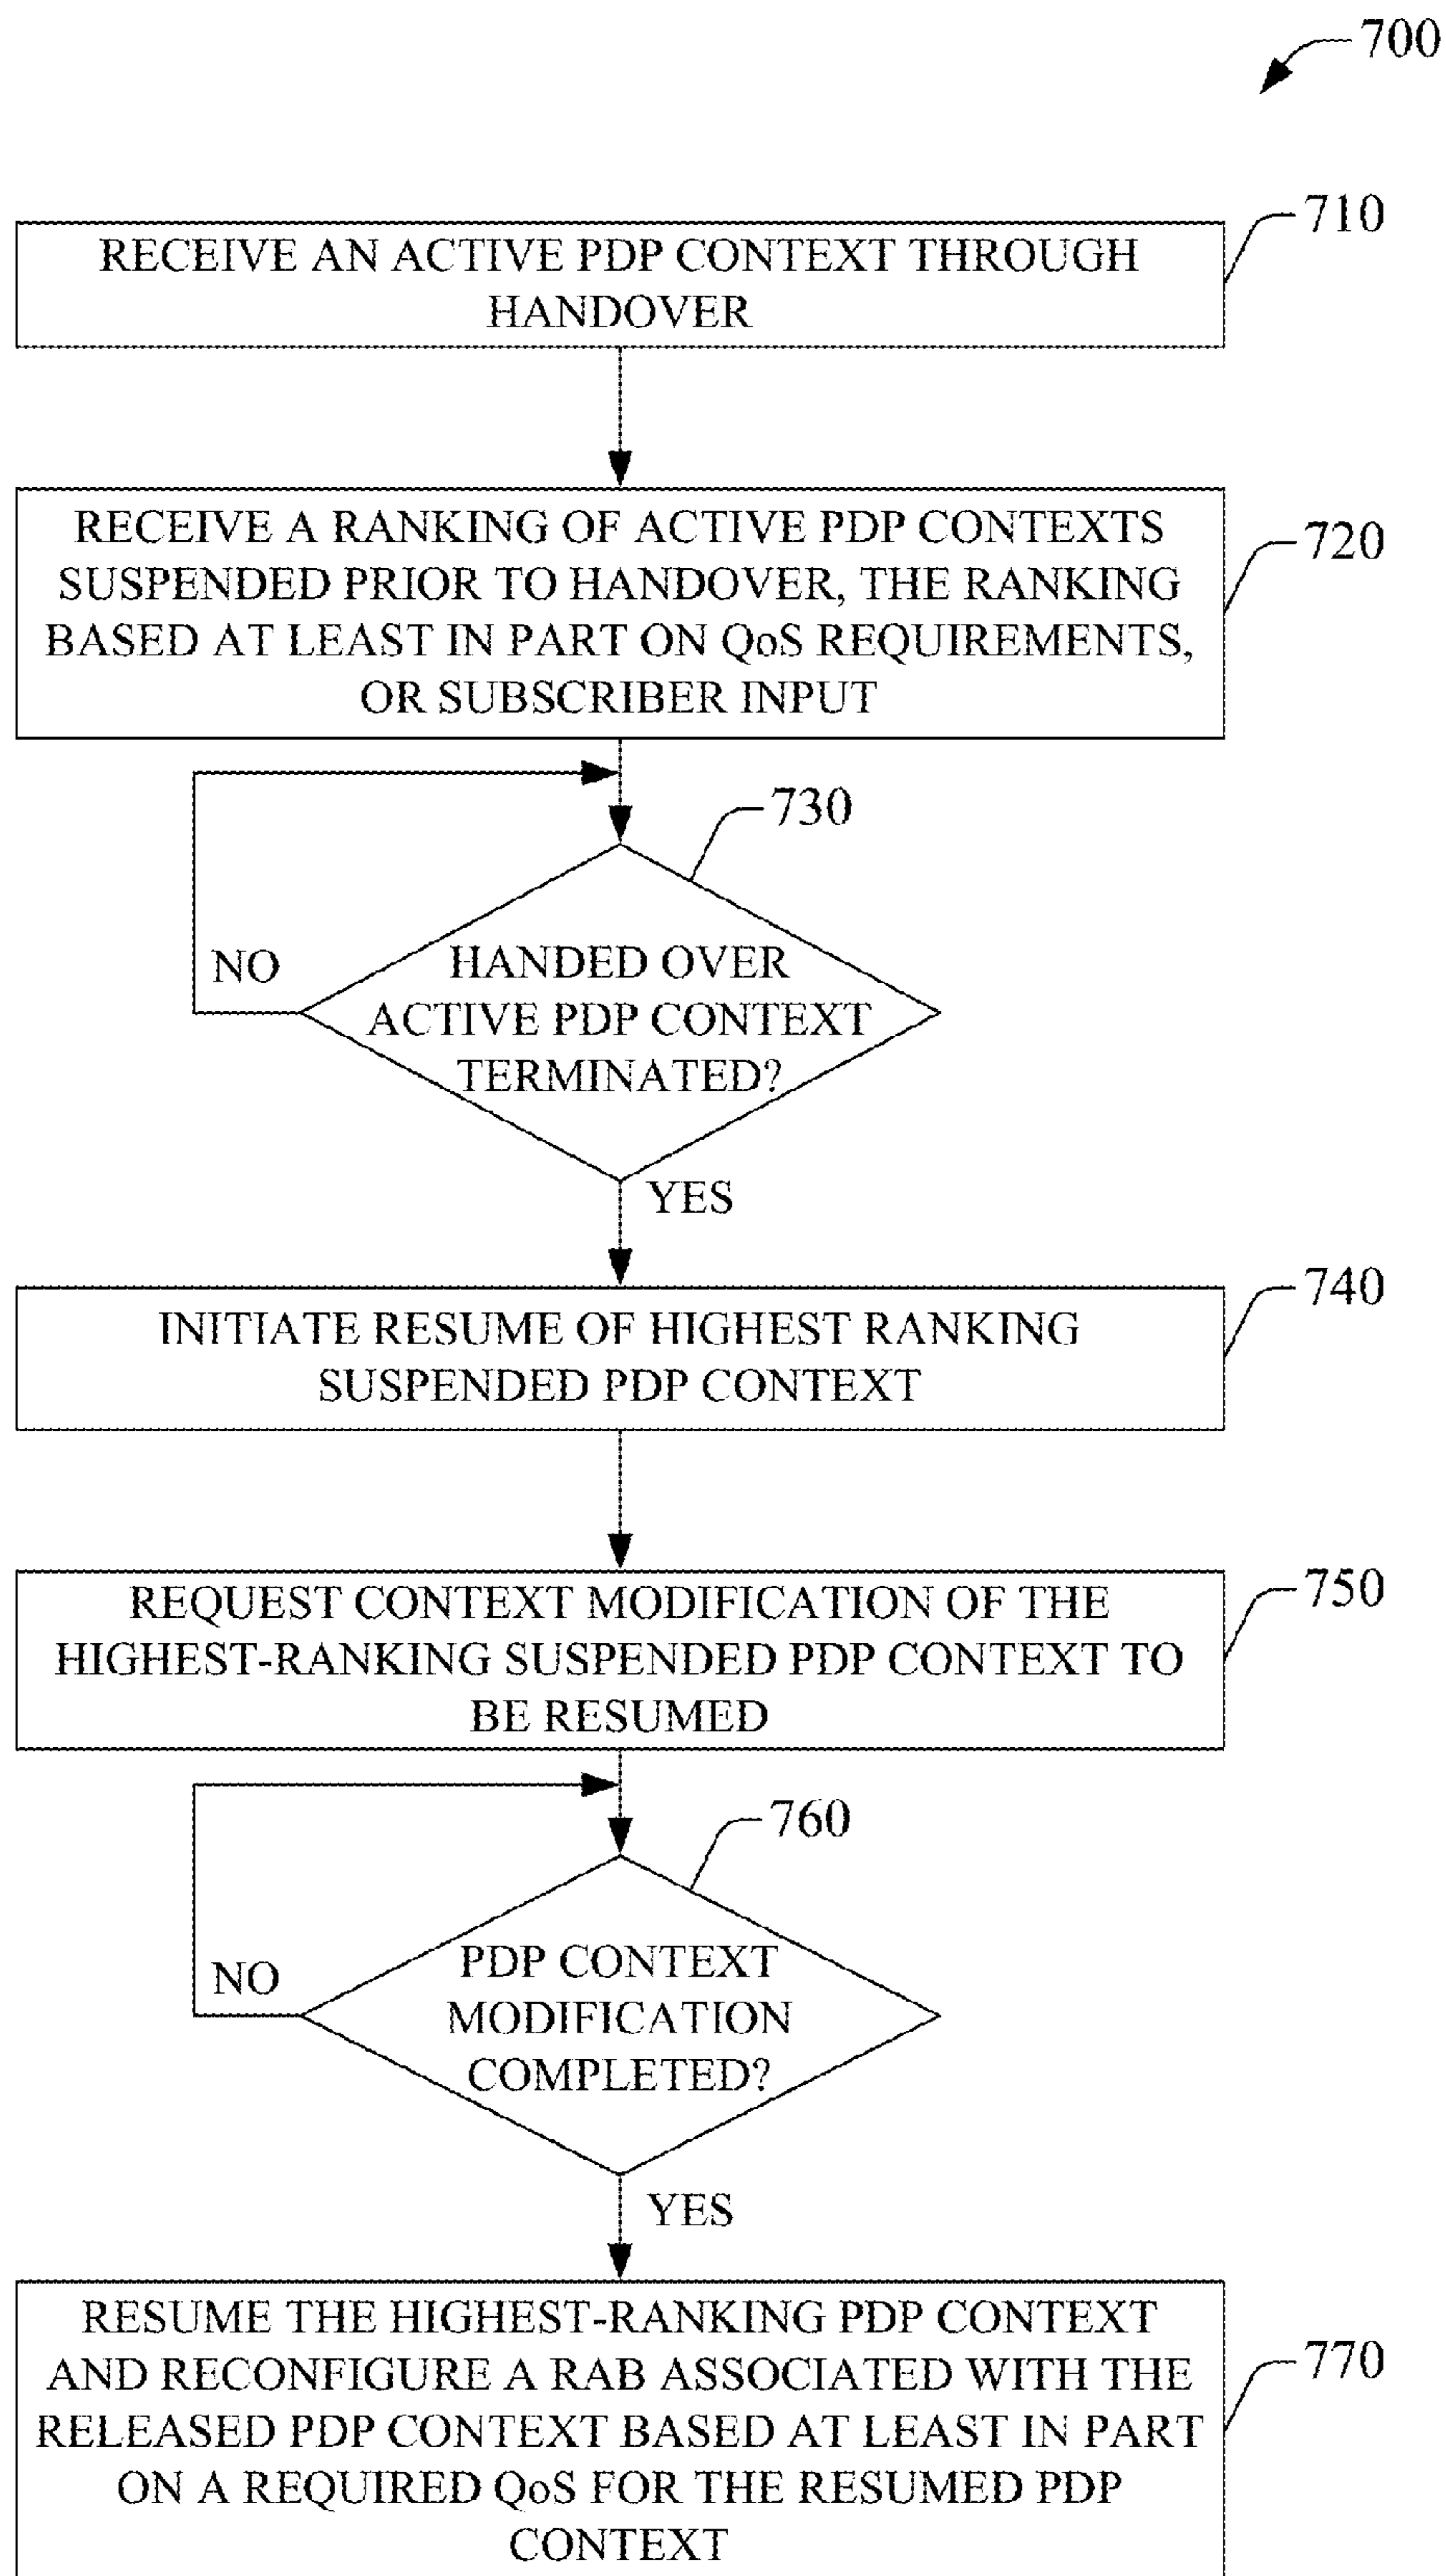 700
710
RECEIVE AN ACTIVE PDP CONTEXT THROUGH
HANDOVER
RECEIVE A RANKING OF ACTIVE PDP CONTEXTS
SUSPENDED PRIOR TO HANDOVER, THE RANKING
BASED AT LEAST IN PART ON QoS REQUIREMENTS,
OR SUBSCRIBER INPUT
720
730
NO
HANDED OVER
ACTIVE PDP CONTEXT
TERMINATED?
YES
740
INITIATE RESUME OF HIGHEST RANKING
SUSPENDED PDP CONTEXT
750
REQUEST CONTEXT MODIFICATION OF THE
HIGHEST-RANKING SUSPENDED PDP CONTEXT TO
BE RESUMED
760
NO
PDP CONTEXT
MODIFICATION
COMPLETED?
YES
RESUME THE HIGHEST-RANKING PDP CONTEXT
AND RECONFIGURE A RAB ASSOCIATED WITH THE
RELEASED PDP CONTEXT BASED AT LEAST IN PART
ON A REQUIRED QoS FOR THE RESUMED PDP
CONTEXT
770